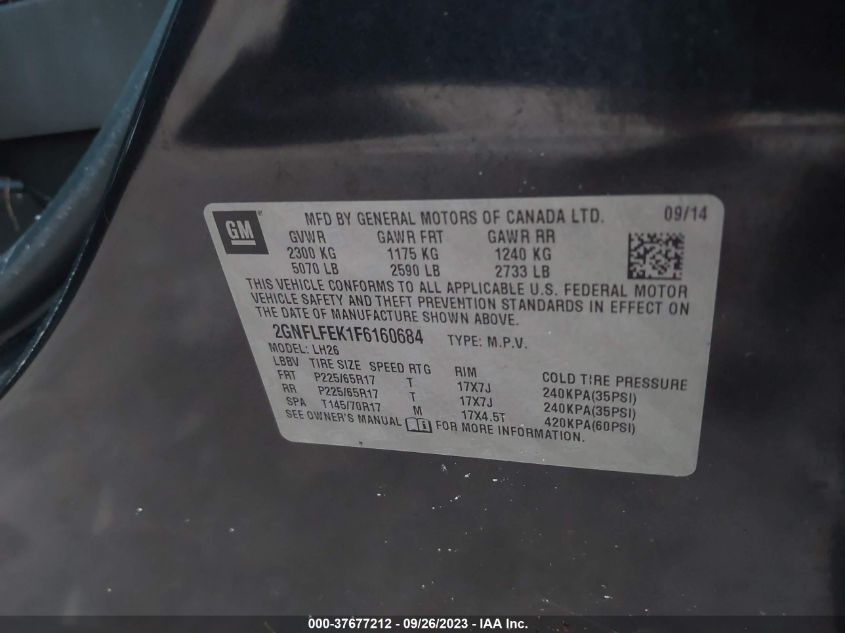 GM
MFD BY GENERAL MOTORS OF CANADA LTD. 09/14
GVWR GAWR FRT GAWR RR
2300 KG 1175 KG 1240 KG
5070 LB 2590 LB 2733 LB
THIS VEHICLE CONFORMS TO ALL APPLICABLE U.S. FEDERAL MOTOR
VEHICLE SAFETY AND THEFT PREVENTION STANDARDS IN EFFECT ON
THE DATE OF MANUFACTURE SHOWN ABOVE.
2GNFLFEK1F6160684 TYPE: M.P.V.
MODEL: LH26
LBBV TIRE SIZE SPEED RTG RIM COLD TIRE PRESSURE
FRT P225/65R17 T 17X7J 240KPA(35PSI)
RR P225/65R17 T 17X7J 240KPA(35PSI)
SPA T145/70R17 M 17X4.5T 420KPA(60PSI)
SEE OWNER'S MANUAL FOR MORE INFORMATION.
000-37677212 - 09/26/2023 - IAA Inc.